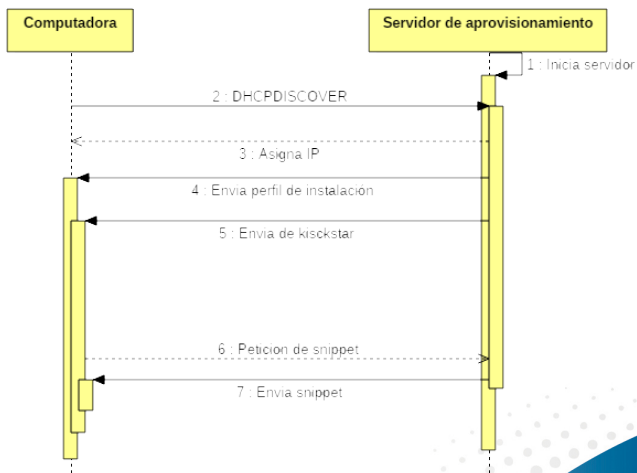 Computadora
Servidor de aprovisionamiento
1 : Inicia servidor
2 : DHCPDISCOVER
3 : Asigna IP
4 : Envia perfil de instalación
5 : Envia de kisckstar
6 : Peticion de snippet
7 : Envia snippet